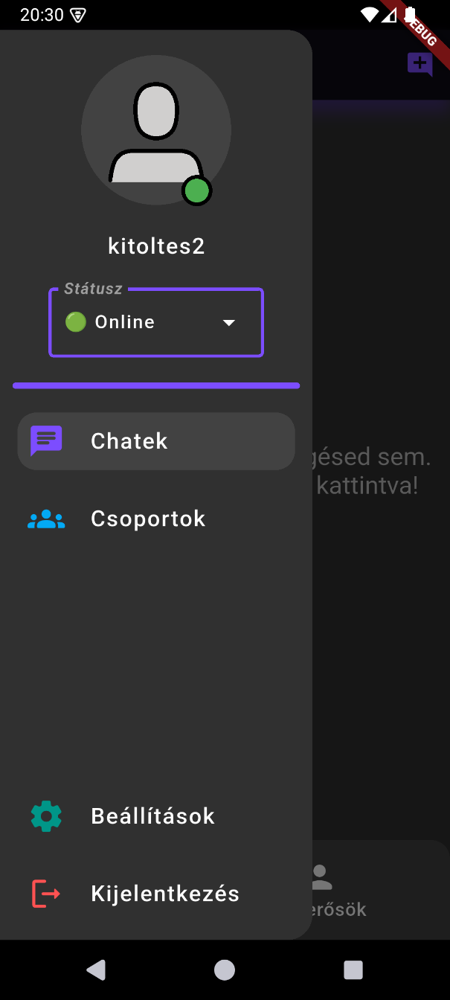 20:30
DEBUG
kitoltes2
Státusz
Online
Chatek
gésed sem.
kattintva!
Csoportok
Beállítások
Kijelentkezés
erősök